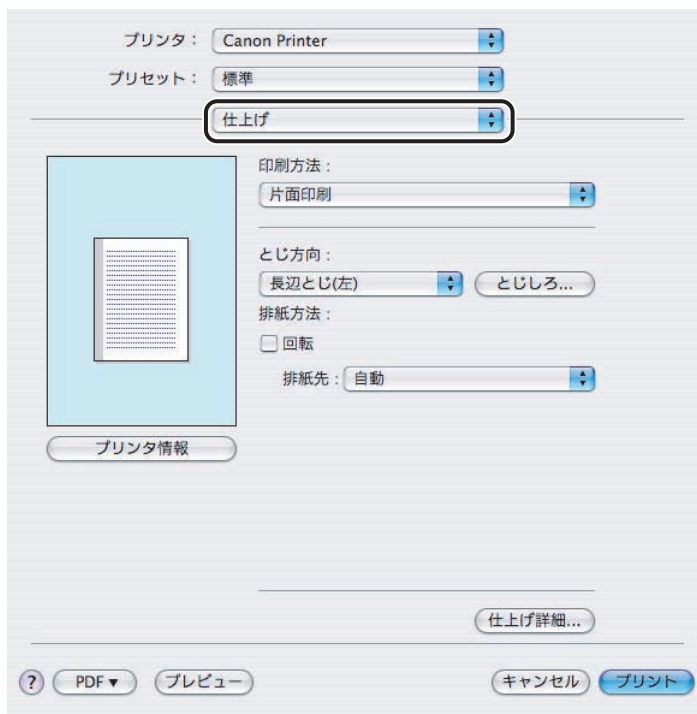 プリンタ： Canon Printer
プリセット： 標準
仕上げ
印刷方法：
片面印刷
とじ方向：
長辺とじ(左) とじしろ...
排紙方法：
回転
排紙先： 自動
プリンタ情報
仕上げ詳細...
? PDF▼ プレビュー キャンセル プリント